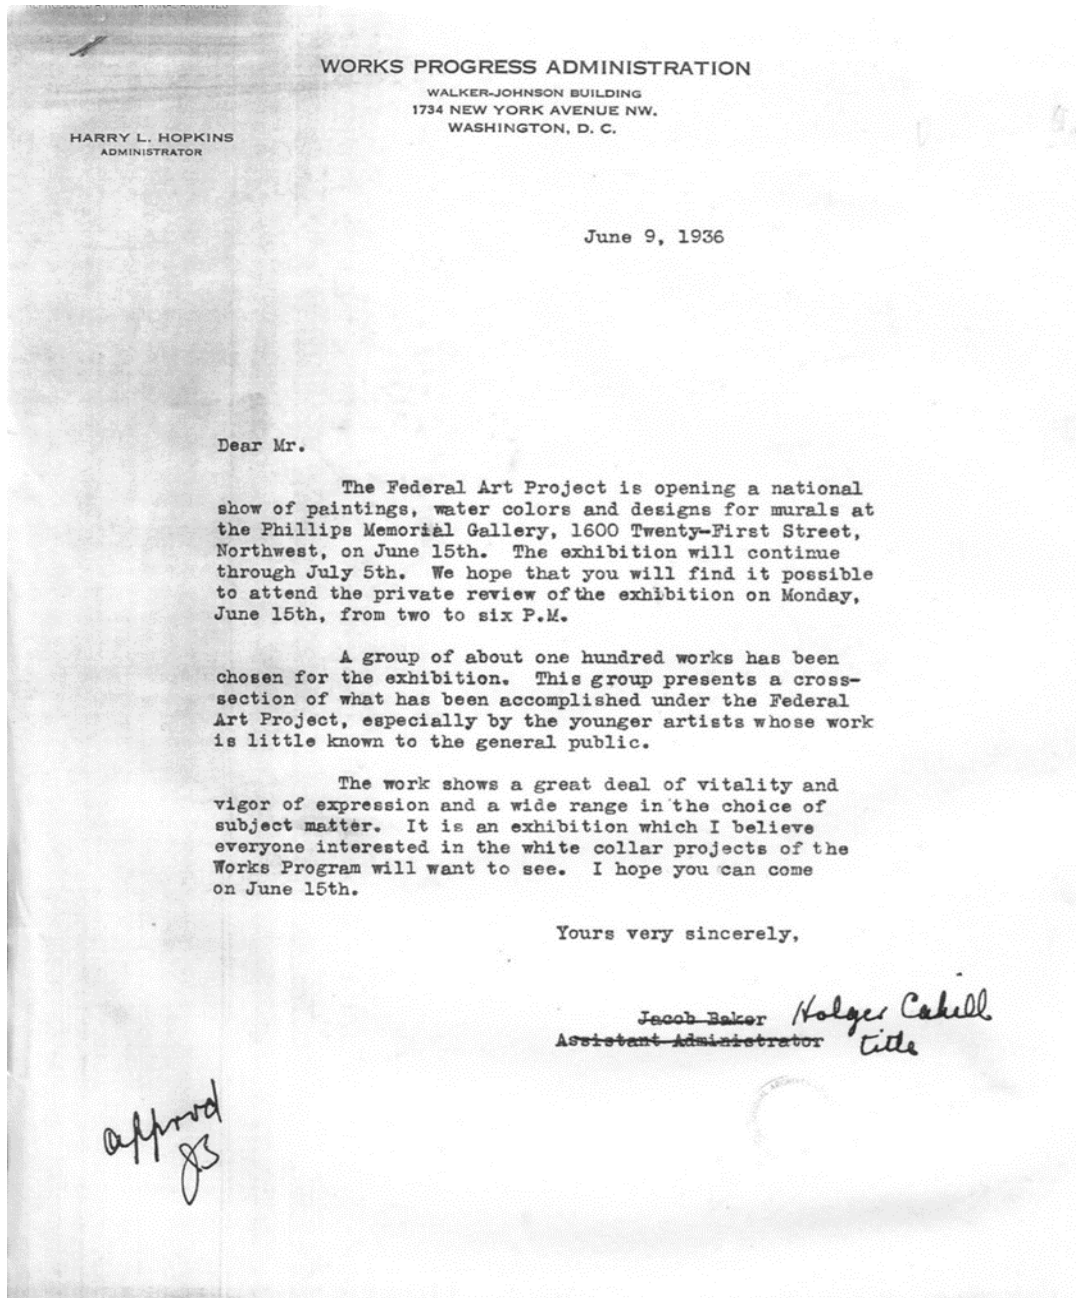 REPRODUCED AT THE NATIONAL ARCHIVES
WORKS PROGRESS ADMINISTRATION
WALKER-JOHNSON BUILDING
1734 NEW YORK AVENUE NW.
WASHINGTON, D. C.
HARRY L. HOPKINS
ADMINISTRATOR
June 9, 1936
Dear Mr.
The Federal Art Project is opening a national
show of paintings, water colors and designs for murals at
the Phillips Memorial Gallery, 1600 Twenty-First Street,
Northwest, on June 15th. The exhibition will continue
through July 5th. We hope that you will find it possible
to attend the private review of the exhibition on Monday,
June 15th, from two to six P.M.
A group of about one hundred works has been
chosen for the exhibition. This group presents a cross-
section of what has been accomplished under the Federal
Art Project, especially by the younger artists whose work
is little known to the general public.
The work shows a great deal of vitality and
vigor of expression and a wide range in the choice of
subject matter. It is an exhibition which I believe
everyone interested in the white collar projects of the
Works Program will want to see. I hope you can come
on June 15th.
Yours very sincerely,
Jacob Baker Holger Cahill
Assistant Administrator title
approvd
JB